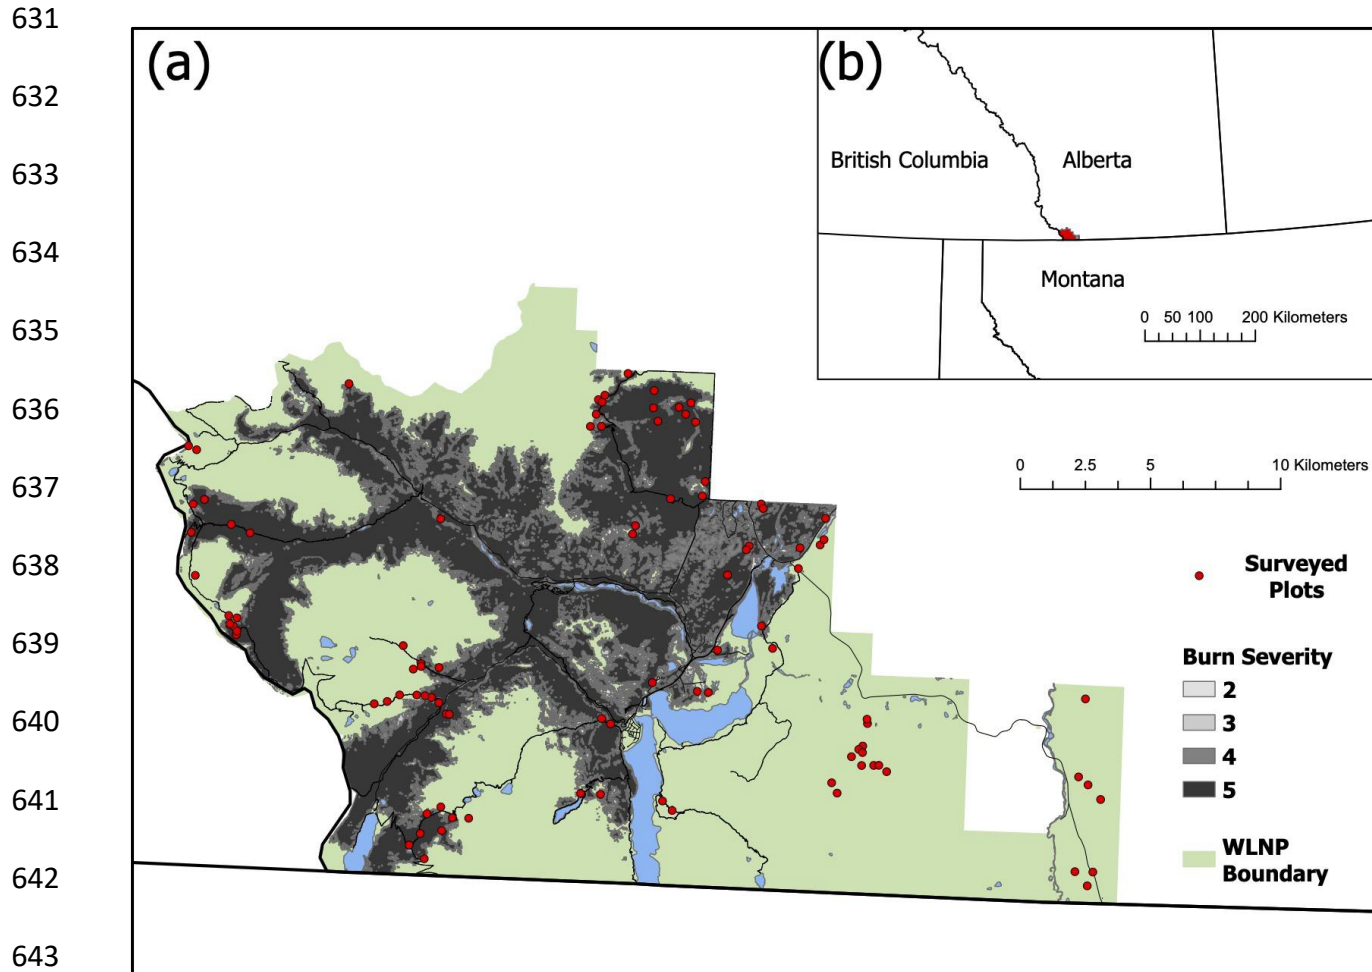 631
(a)
(b)
632
British Columbia
Alberta
633
634
Montana
0 50 100 200 Kilometers
635
636
0 2.5 5 10 Kilometers
637
638
Surveyed
Plots
639
Burn Severity
2
3
640
4
5
641
WLNP
Boundary
642
643